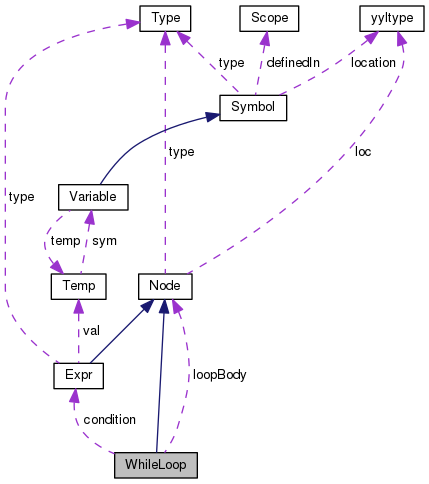 Type
Scope
yyltype
type
definedIn
location
Symbol
type
loc
type
Variable
temp
sym
Temp
Node
val
Expr
loopBody
condition
WhileLoop